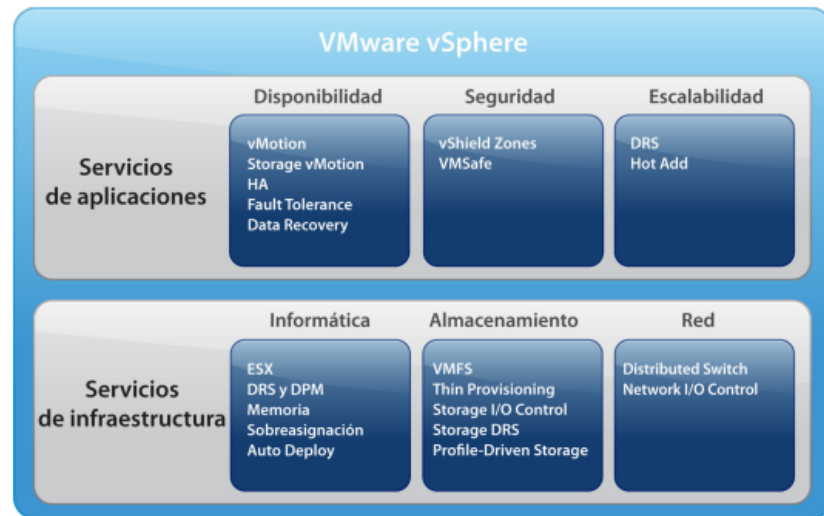 VMware vSphere
Servicios
de aplicaciones
Disponibilidad
vMotion
Storage vMotion
HA
Fault Tolerance
Data Recovery
Seguridad
vShield Zones
VMSafe
Escalabilidad
DRS
Hot Add
Servicios
de infraestructura
Informática
ESX
DRS y DPM
Memoria
Sobreasignación
Auto Deploy
Almacenamiento
VMFS
Thin Provisioning
Storage I/O Control
Storage DRS
Profile-Driven Storage
Red
Distributed Switch
Network I/O Control